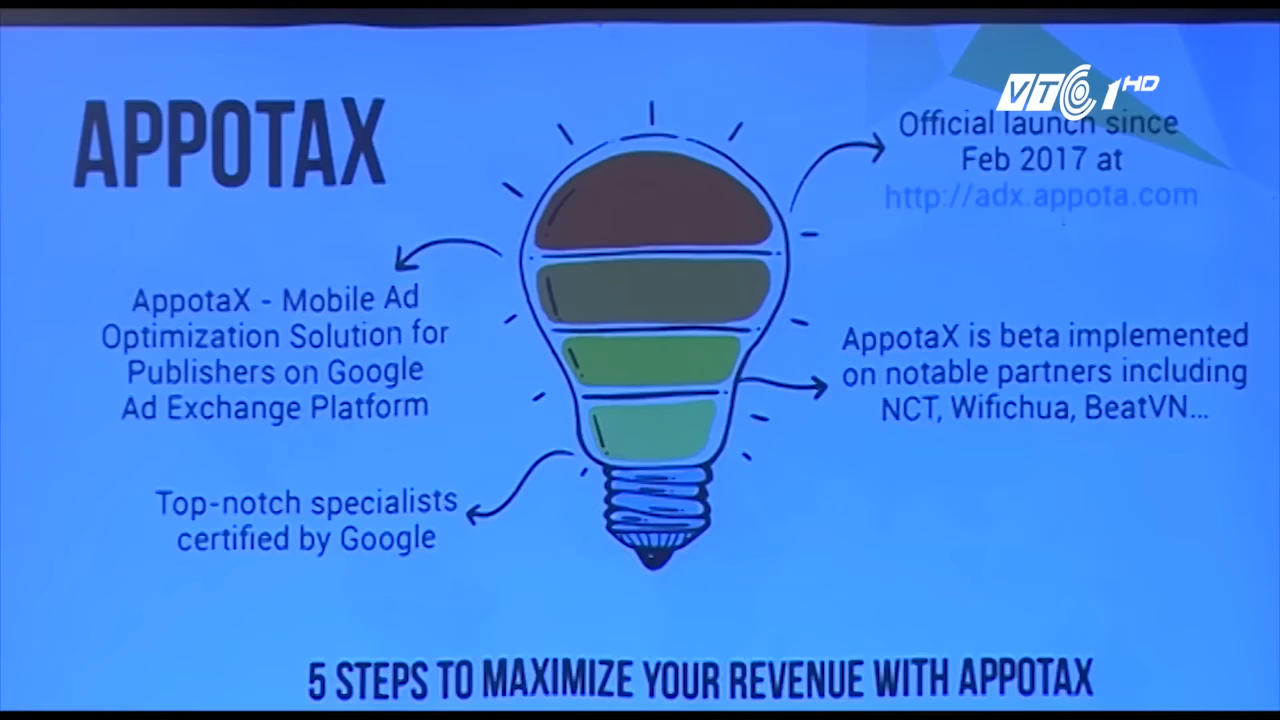 VTC 1 HD
APPOTAX
Official launch since
Feb 2017 at
http://adx.appota.com
AppotaX - Mobile Ad
Optimization Solution for
Publishers on Google
Ad Exchange Platform
AppotaX is beta implemented
on notable partners including
NCT, Wifichua, BeatVN...
Top-notch specialists
certified by Google
5 STEPS TO MAXIMIZE YOUR REVENUE WITH APPOTAX